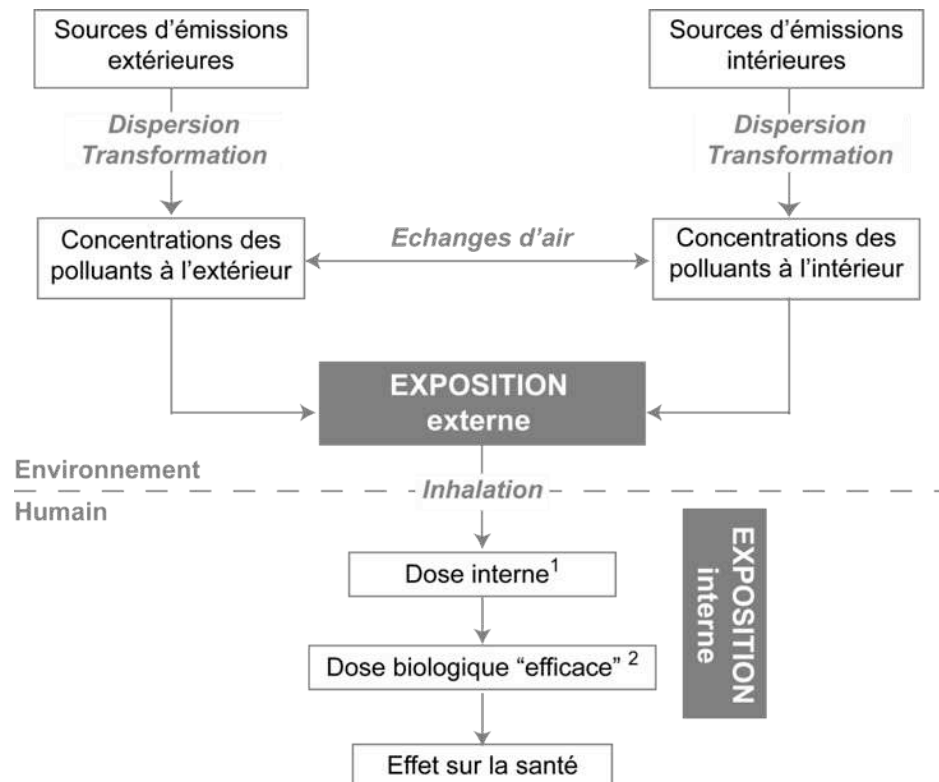 Sources d'émissions
extérieures
Sources d'émissions
intérieures
Dispersion
Transformation
Dispersion
Transformation
Concentrations des
polluants à l'extérieur
Echanges d'air
Concentrations des
polluants à l'intérieur
EXPOSITION
externe
Environnement
Inhalation
Humain
EXPOSITION
interne
Dose interne¹
Dose biologique “efficace” ²
Effet sur la santé